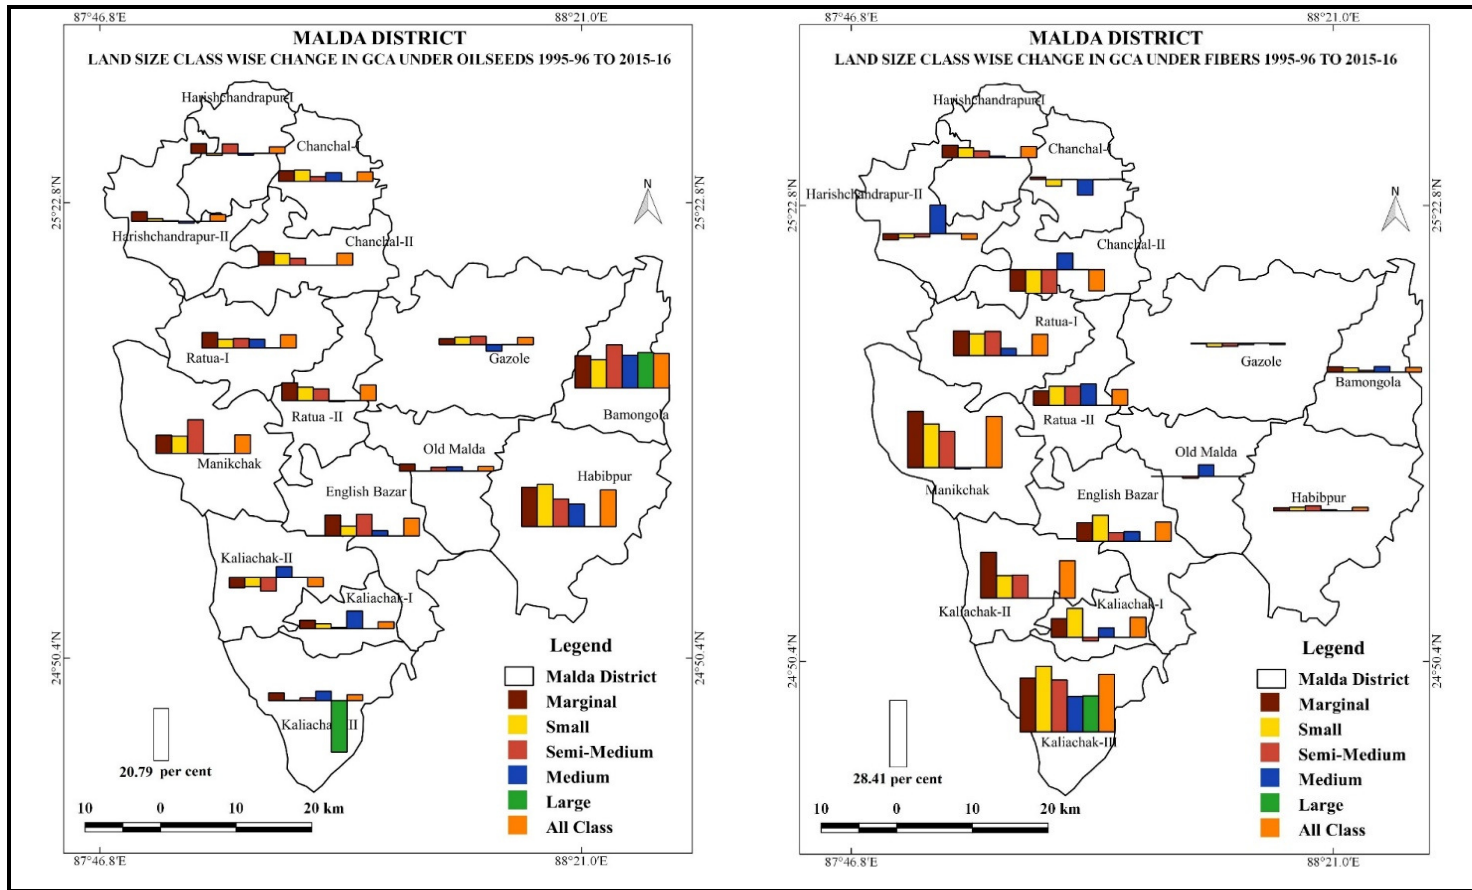 87°46.8'E
88°21.0'E
MALDA DISTRICT
LAND SIZE CLASS WISE CHANGE IN GCA UNDER OILSEEDS 1995-96 TO 2015-16
Harishchandrapur-I
Chanchal-I
25°22.8'N
25°22.8'N
N
Harishchandrapur-II
Chanchal-II
Ratua-I
Gazole
Ratua -II
Bamongola
Manikchak
Old Malda
Habibpur
English Bazar
Kaliachak-II
Kaliachak-I
24°50.4'N
24°50.4'N
Legend
Malda District
Marginal
Small
Semi-Medium
Medium
Large
All Class
20.79 per cent
10 0 10 20 km
87°46.8'E
88°21.0'E
87°46.8'E
88°21.0'E
MALDA DISTRICT
LAND SIZE CLASS WISE CHANGE IN GCA UNDER FIBERS 1995-96 TO 2015-16
Harishchandrapur-I
Chanchal-I
25°22.8'N
25°22.8'N
N
Harishchandrapur-II
Chanchal-II
Ratua-I
Gazole
Bamongola
Ratua -II
Old Malda
Manikchak
English Bazar
Habibpur
Kaliachak-II
Kaliachak-I
24°50.4'N
24°50.4'N
Kaliachak-III
Legend
Malda District
Marginal
Small
Semi-Medium
Medium
Large
All Class
28.41 per cent
10 0 10 20 km
87°46.8'E
88°21.0'E